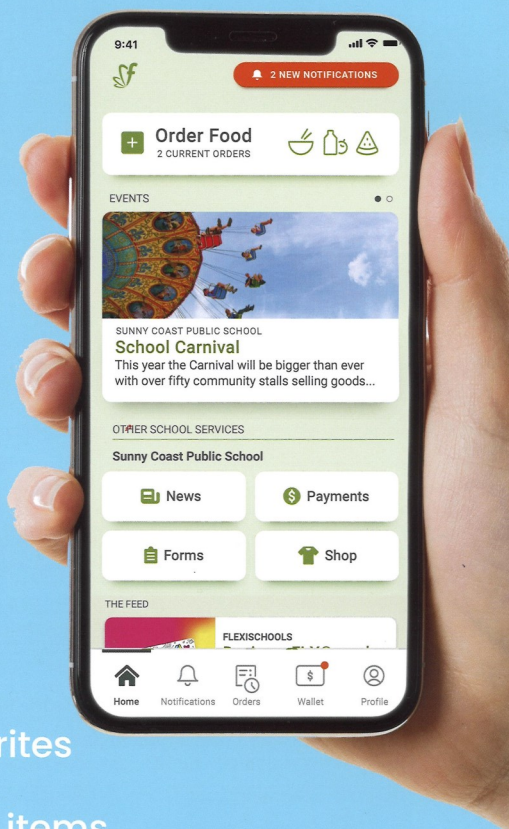 9:41
2 NEW NOTIFICATIONS
Order Food
2 CURRENT ORDERS
EVENTS
SUNNY COAST PUBLIC SCHOOL
School Carnival
This year the Carnival will be bigger than ever
with over fifty community stalls selling goods...
OTHER SCHOOL SERVICES
Sunny Coast Public School
News
Payments
Forms
Shop
THE FEED
FLEXISCHOOLS
Home
Notifications
Orders
Wallet
Profile
rites
items